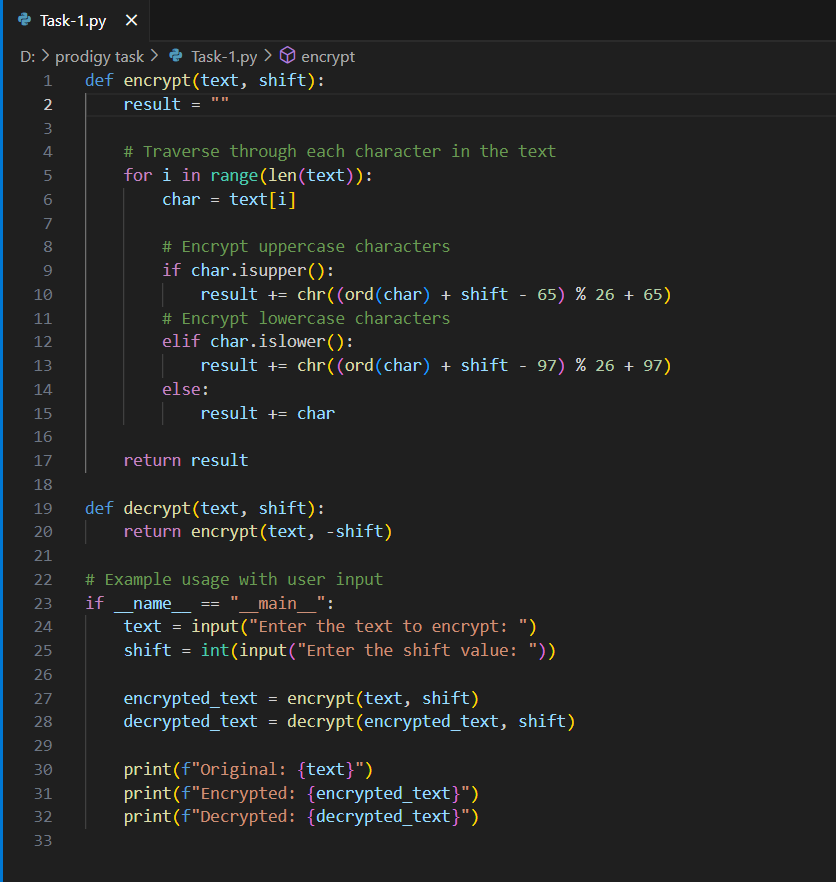 Task-1.py ×
D: > prodigy task > Task-1.py > encrypt
1 def encrypt(text, shift):
2     result = ""
3
4     # Traverse through each character in the text
5     for i in range(len(text)):
6         char = text[i]
7
8         # Encrypt uppercase characters
9         if char.isupper():
10             result += chr((ord(char) + shift - 65) % 26 + 65)
11         # Encrypt lowercase characters
12         elif char.islower():
13             result += chr((ord(char) + shift - 97) % 26 + 97)
14         else:
15             result += char
16
17     return result
18
19 def decrypt(text, shift):
20     return encrypt(text, -shift)
21
22 # Example usage with user input
23 if __name__ == "__main__":
24     text = input("Enter the text to encrypt: ")
25     shift = int(input("Enter the shift value: "))
26
27     encrypted_text = encrypt(text, shift)
28     decrypted_text = decrypt(encrypted_text, shift)
29
30     print(f"Original: {text}")
31     print(f"Encrypted: {encrypted_text}")
32     print(f"Decrypted: {decrypted_text}")
33